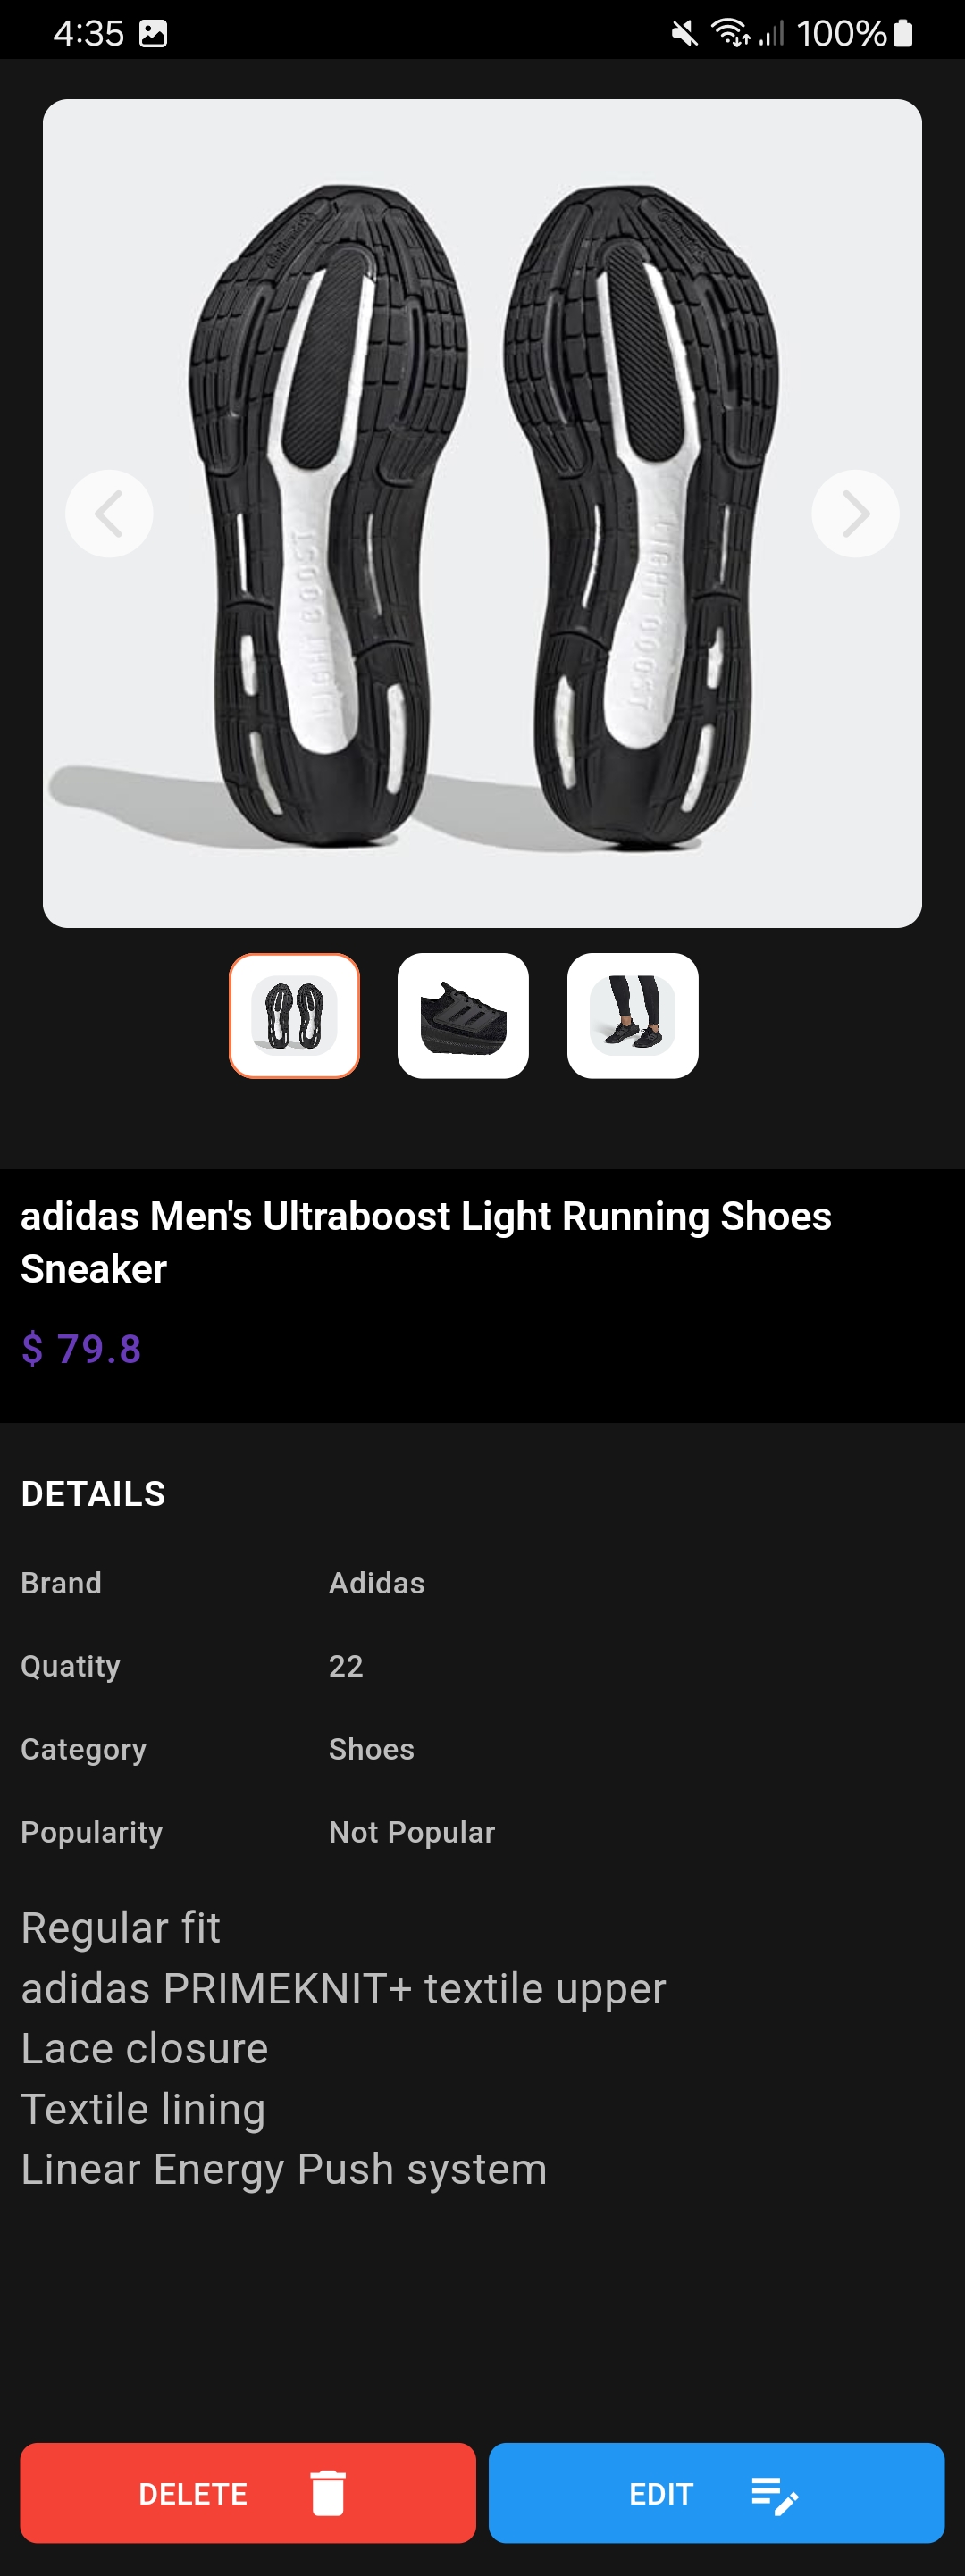 4:35
100%
LIGHT BOOST
LIGHT BOOST
adidas Men's Ultraboost Light Running Shoes
Sneaker
$ 79.8
DETAILS
Brand
Adidas
Quatity
22
Category
Shoes
Popularity
Not Popular
Regular fit
adidas PRIMEKNIT+ textile upper
Lace closure
Textile lining
Linear Energy Push system
DELETE
EDIT